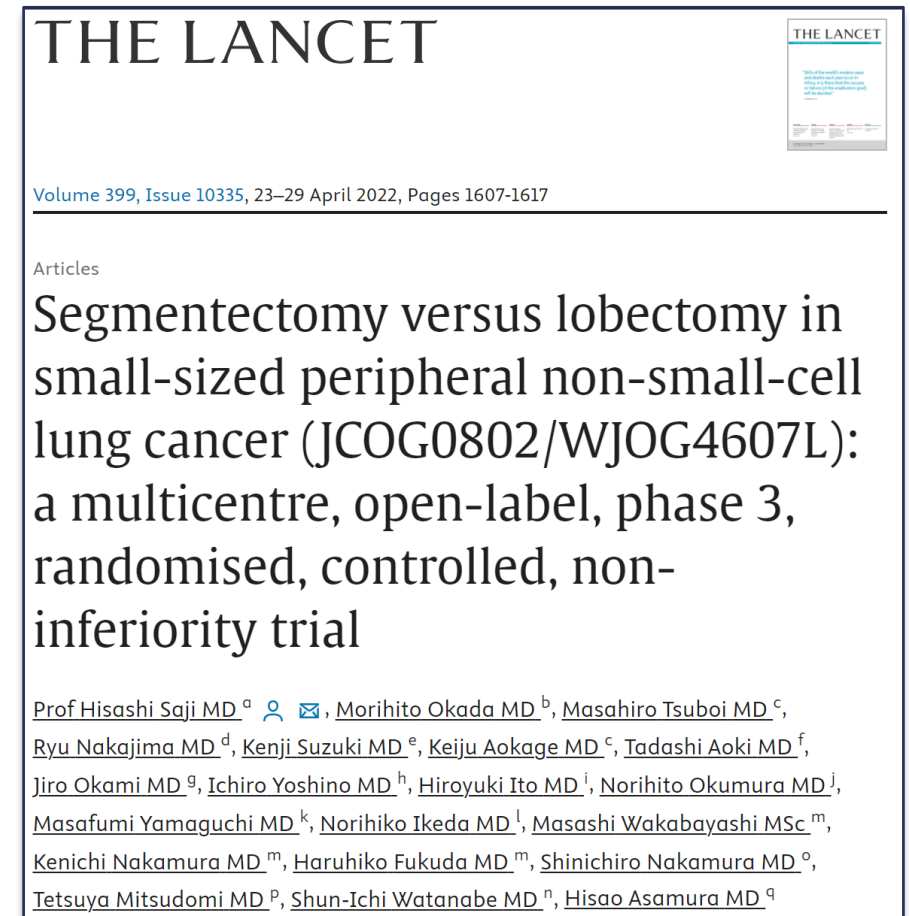 THE LANCET
THE LANCET
Volume 399, Issue 10335, 23–29 April 2022, Pages 1607-1617
Articles
Segmentectomy versus lobectomy in
small-sized peripheral non-small-cell
lung cancer (JCOG0802/WJOG4607L):
a multicentre, open-label, phase 3,
randomised, controlled, non-
inferiority trial
Prof Hisashi Saji MD a, Morihito Okada MD b, Masahiro Tsuboi MD c,
Ryu Nakajima MD d, Kenji Suzuki MD e, Keiju Aokage MD c, Tadashi Aoki MD f,
Jiro Okami MD g, Ichiro Yoshino MD h, Hiroyuki Ito MD i, Norihito Okumura MD j,
Masafumi Yamaguchi MD k, Norihiko Ikeda MD l, Masashi Wakabayashi MSc m,
Kenichi Nakamura MD m, Haruhiko Fukuda MD m, Shinichiro Nakamura MD o,
Tetsuya Mitsudomi MD p, Shun-Ichi Watanabe MD n, Hisao Asamura MD q